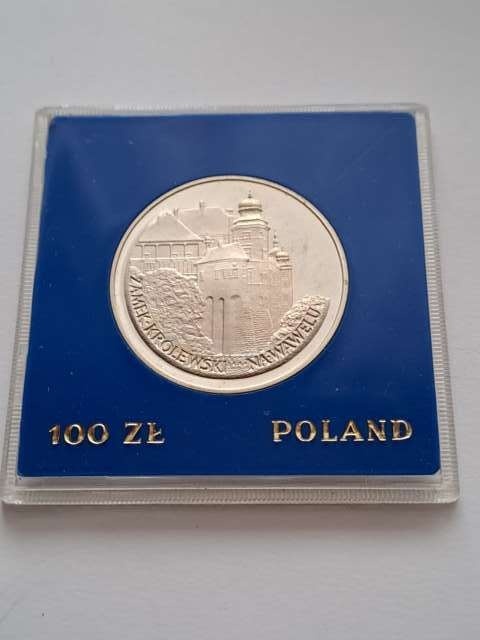 ZAMEK·KRÓLEWSKI NA·WAWELU
100 ZŁ POLAND